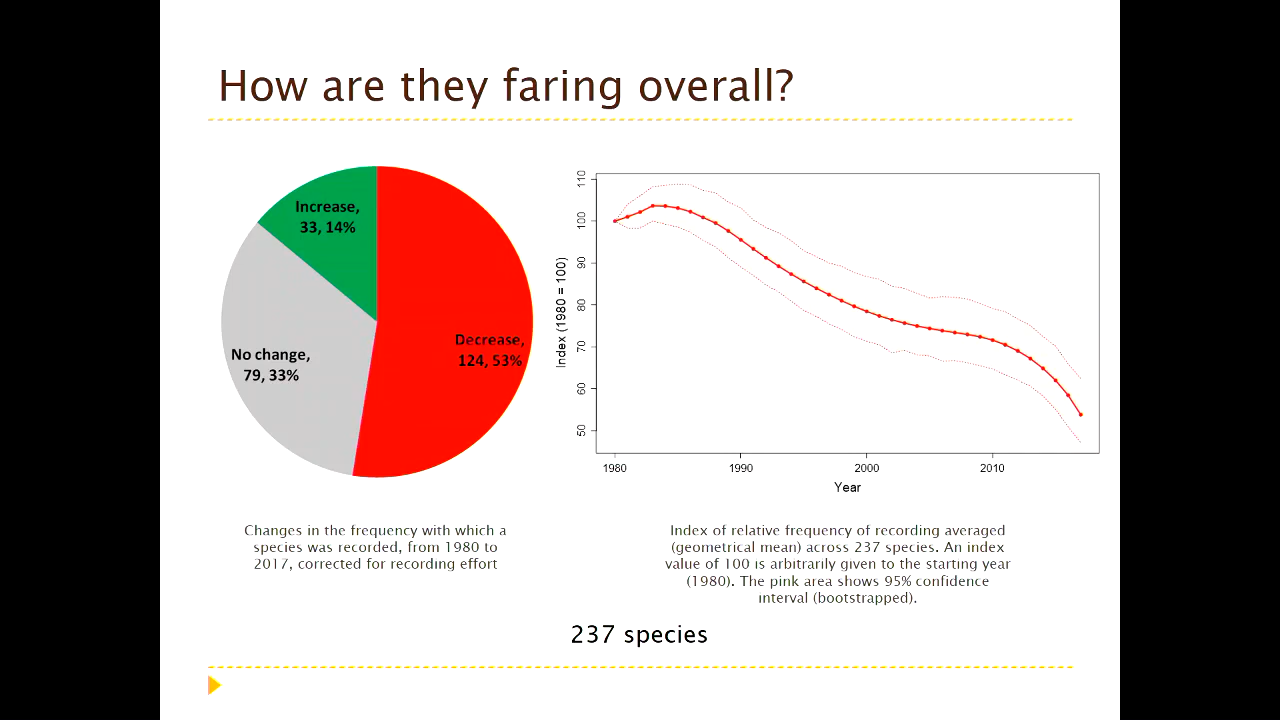 How are they faring overall?
Increase,
33, 14%
No change,
79, 33%
Decrease,
124, 53%
Index (1980 = 100)
110
100
90
80
70
60
50
1980
1990
2000
2010
Year
Changes in the frequency with which a
species was recorded, from 1980 to
2017, corrected for recording effort
Index of relative frequency of recording averaged
(geometrical mean) across 237 species. An index
value of 100 is arbitrarily given to the starting year
(1980). The pink area shows 95% confidence
interval (bootstrapped).
237 species